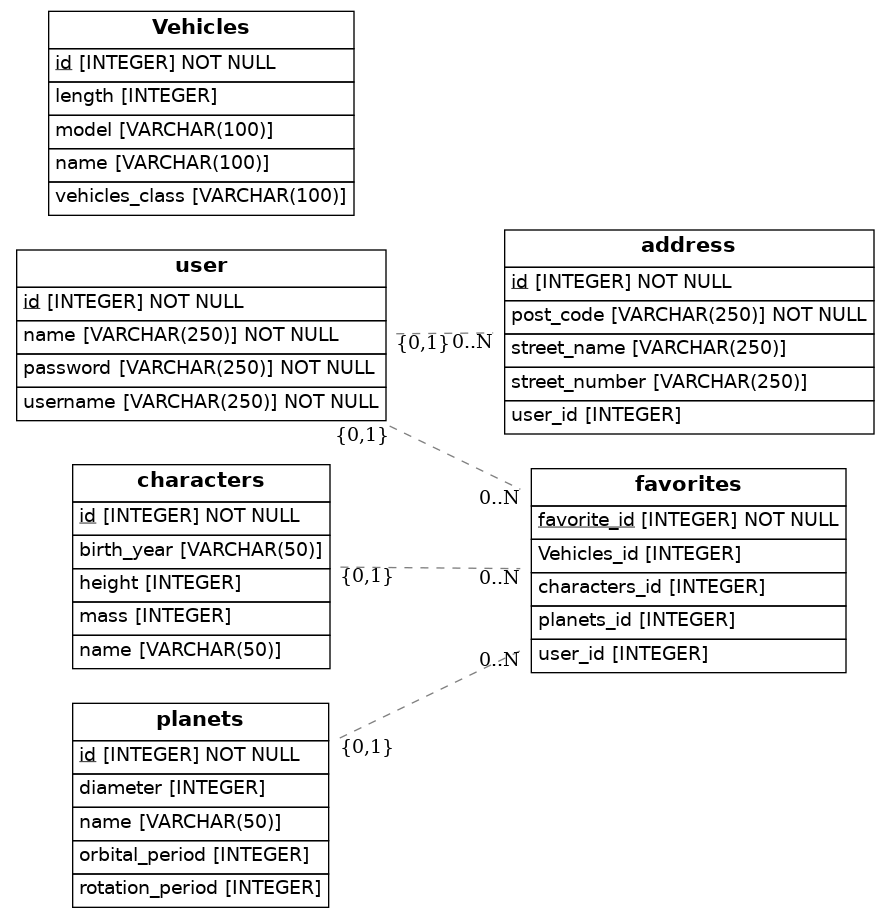 Vehicles
id [INTEGER] NOT NULL
length [INTEGER]
model [VARCHAR(100)]
name [VARCHAR(100)]
vehicles_class [VARCHAR(100)]
user
id [INTEGER] NOT NULL
name [VARCHAR(250)] NOT NULL
password [VARCHAR(250)] NOT NULL
username [VARCHAR(250)] NOT NULL
{0,1}
0..N
address
id [INTEGER] NOT NULL
post_code [VARCHAR(250)] NOT NULL
street_name [VARCHAR(250)]
street_number [VARCHAR(250)]
user_id [INTEGER]
{0,1}
0..N
characters
id [INTEGER] NOT NULL
birth_year [VARCHAR(50)]
height [INTEGER]
mass [INTEGER]
name [VARCHAR(50)]
{0,1}
0..N
favorites
favorite_id [INTEGER] NOT NULL
Vehicles_id [INTEGER]
characters_id [INTEGER]
planets_id [INTEGER]
user_id [INTEGER]
0..N
{0,1}
planets
id [INTEGER] NOT NULL
diameter [INTEGER]
name [VARCHAR(50)]
orbital_period [INTEGER]
rotation_period [INTEGER]